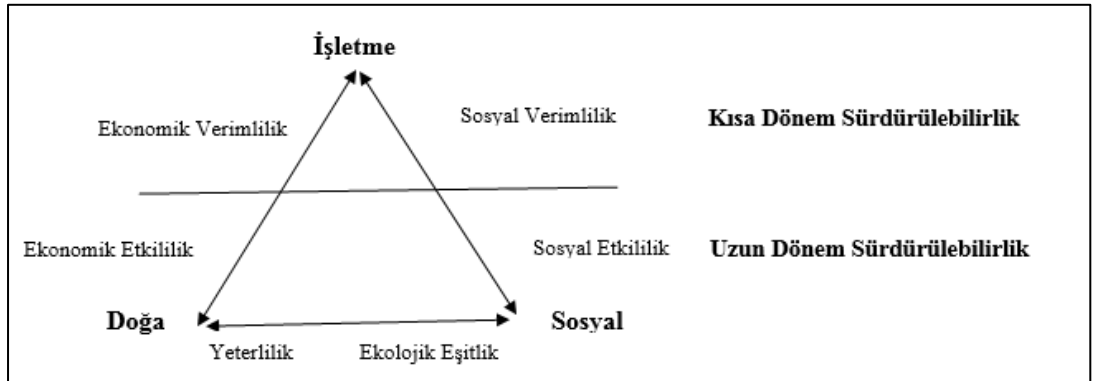 İşletme
Ekonomik Verimlilik
Sosyal Verimlilik
Kısa Dönem Sürdürülebilirlik
Ekonomik Etkililik
Sosyal Etkililik
Uzun Dönem Sürdürülebilirlik
Doğa
Sosyal
Yeterlilik
Ekolojik Eşitlik